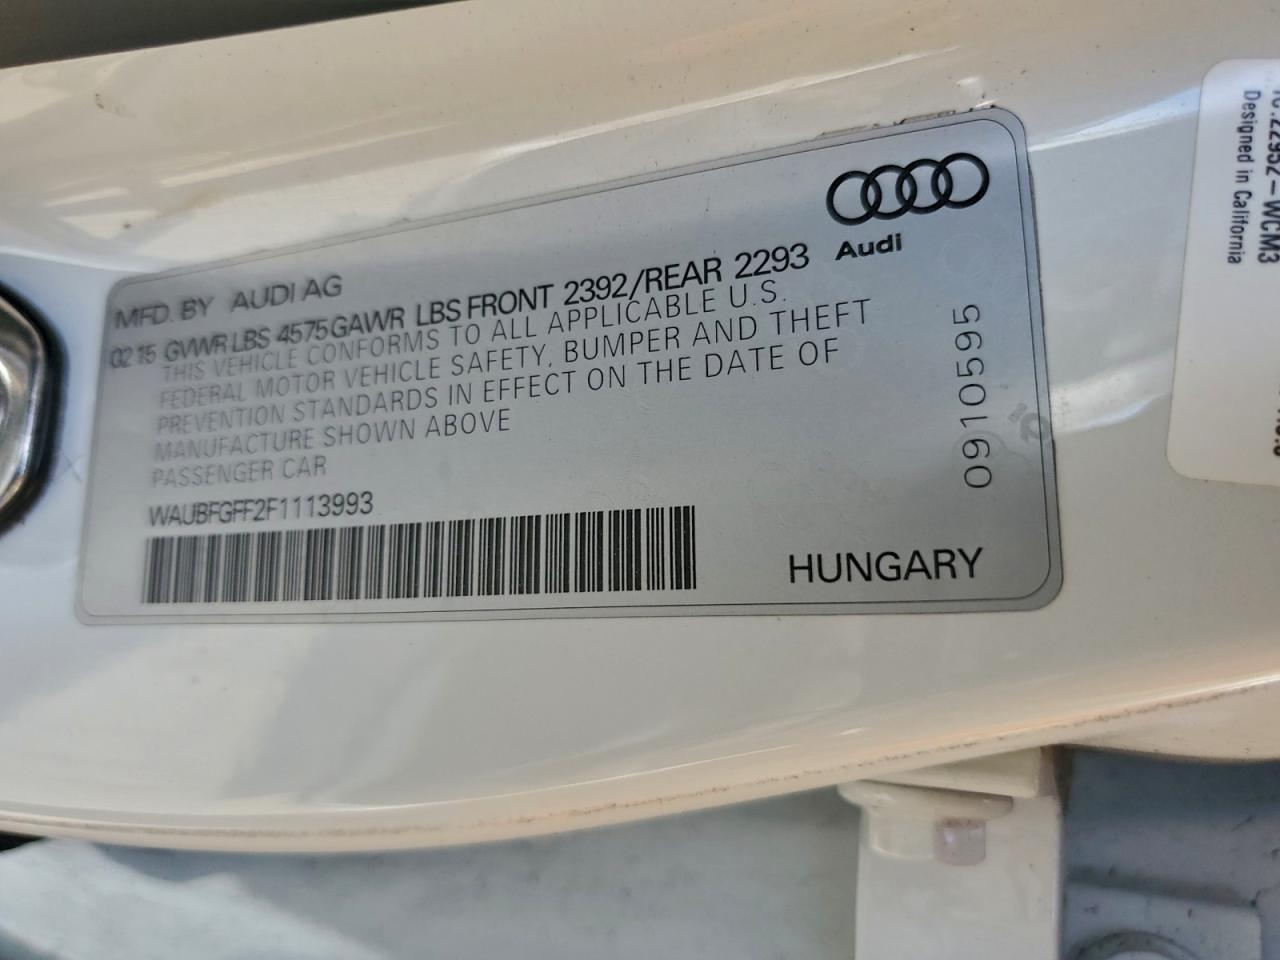 Audi
MFD. BY AUDI AG
02 15 GVWR LBS 4575 GAWR LBS FRONT 2392/REAR 2293
THIS VEHICLE CONFORMS TO ALL APPLICABLE U.S.
FEDERAL MOTOR VEHICLE SAFETY, BUMPER AND THEFT
PREVENTION STANDARDS IN EFFECT ON THE DATE OF
MANUFACTURE SHOWN ABOVE
PASSENGER CAR
WAUBFGFF2F1113993
HUNGARY
0910595
Designed in California